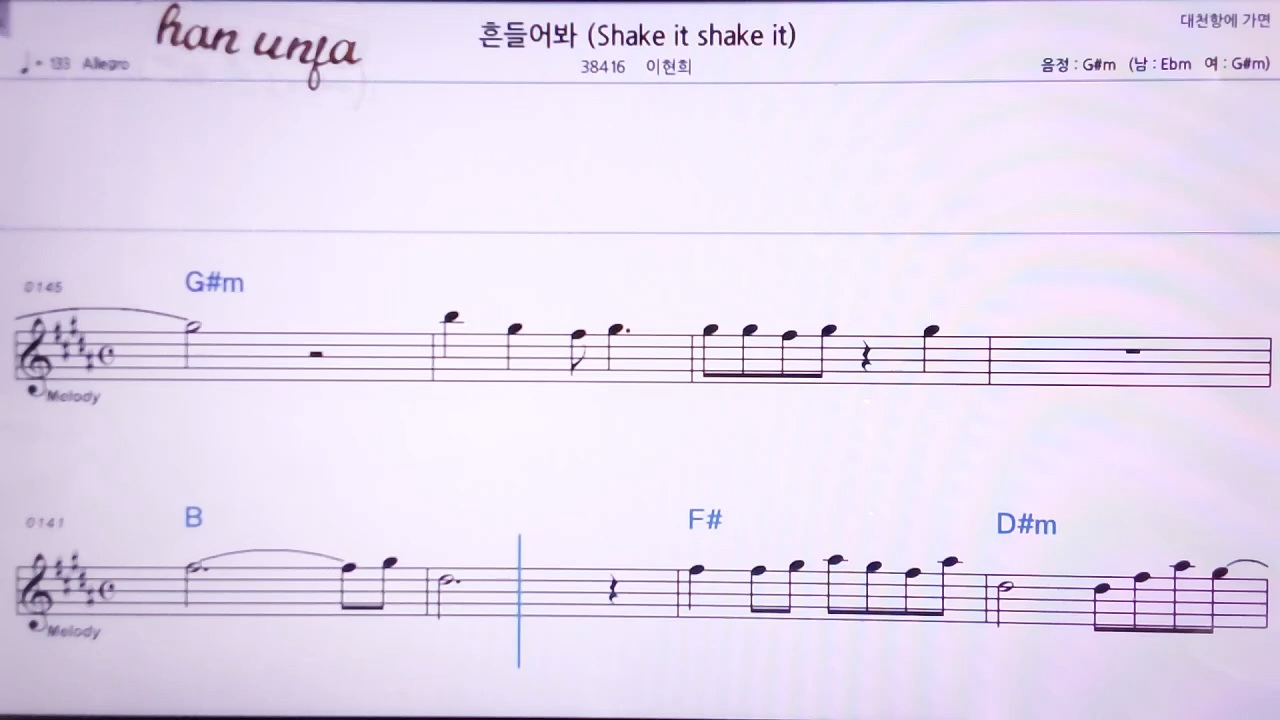 han unfa
흔들어봐 (Shake it shake it)
대천항에 가면
♩= 133 Allegro
38416 이현희
음정 : G#m (남 : Ebm 여 : G#m)
0145
G#m
Melody
0141
B
F#
D#m
Melody